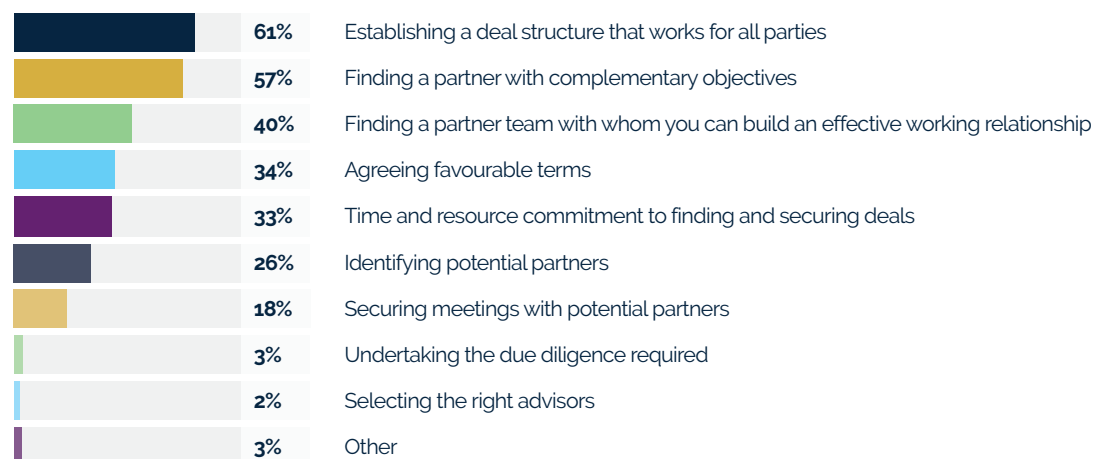 61% Establishing a deal structure that works for all parties
57% Finding a partner with complementary objectives
40% Finding a partner team with whom you can build an effective working relationship
34% Agreeing favourable terms
33% Time and resource commitment to finding and securing deals
26% Identifying potential partners
18% Securing meetings with potential partners
3% Undertaking the due diligence required
2% Selecting the right advisors
3% Other